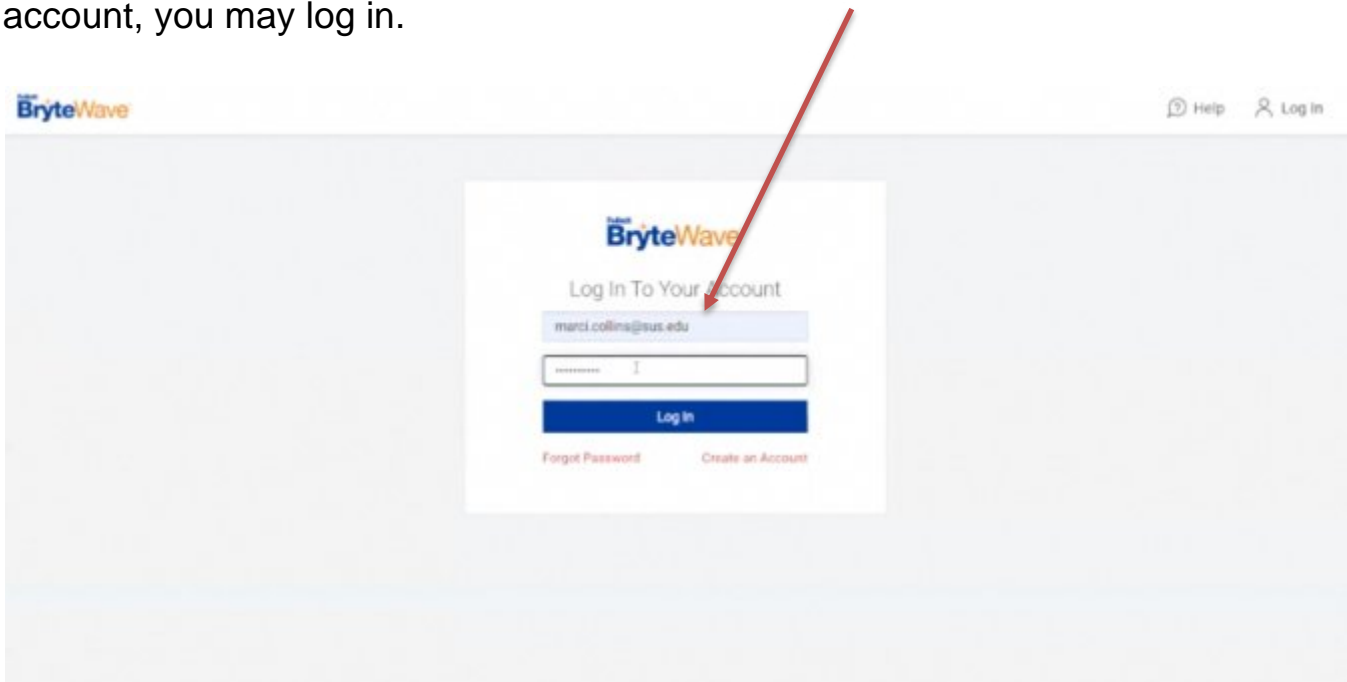 account, you may log in.
BryteWave
Help Log In
BryteWave
Log In To Your Account
marci.collins@sus.edu
Log In
Forgot Password Create an Account